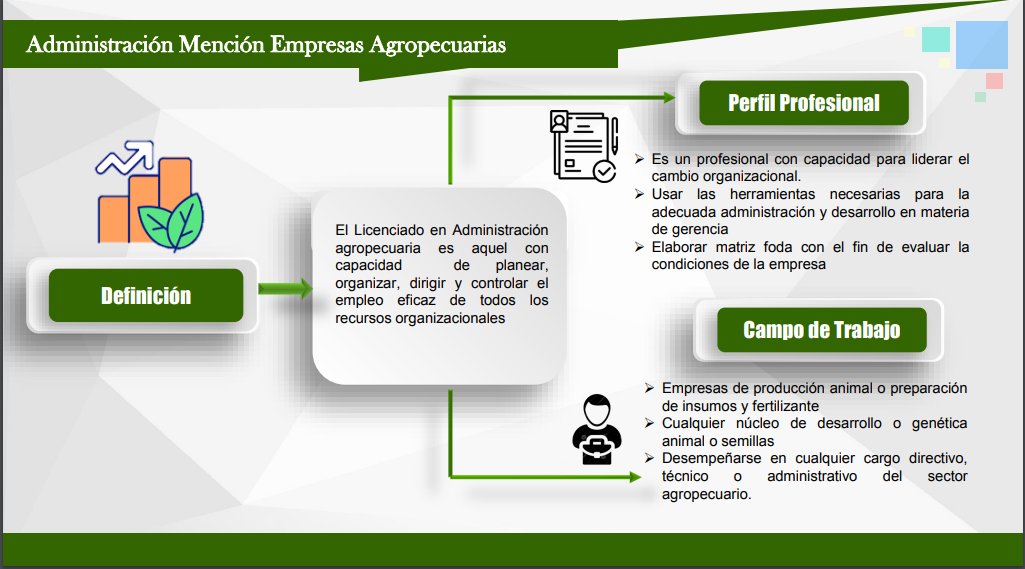 Administración Mención Empresas Agropecuarias
Definición
El Licenciado en Administración
agropecuaria es aquel con
capacidad de planear,
organizar, dirigir y controlar el
empleo eficaz de todos los
recursos organizacionales
Perfil Profesional
➢ Es un profesional con capacidad para liderar el
cambio organizacional.
➢ Usar las herramientas necesarias para la
adecuada administración y desarrollo en materia
de gerencia
➢ Elaborar matriz foda con el fin de evaluar la
condiciones de la empresa
Campo de Trabajo
➢ Empresas de producción animal o preparación
de insumos y fertilizante
➢ Cualquier núcleo de desarrollo o genética
animal o semillas
➢ Desempeñarse en cualquier cargo directivo,
técnico o administrativo del sector
agropecuario.